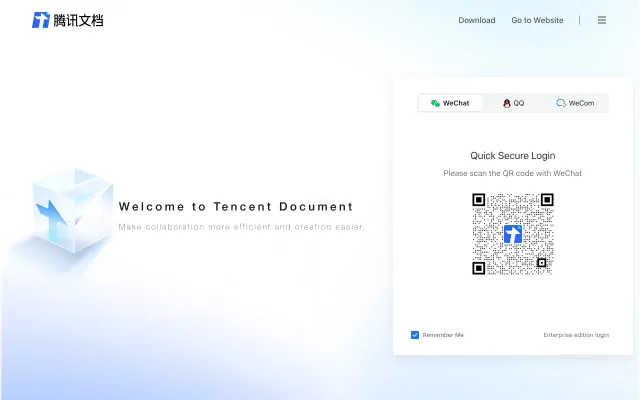 腾讯文档
Download
Go to Website
WeChat
QQ
WeCom
Quick Secure Login
Please scan the QR code with WeChat
Welcome to Tencent Document
Make collaboration more efficient and creation easier.
Remember Me
Enterprise edition login